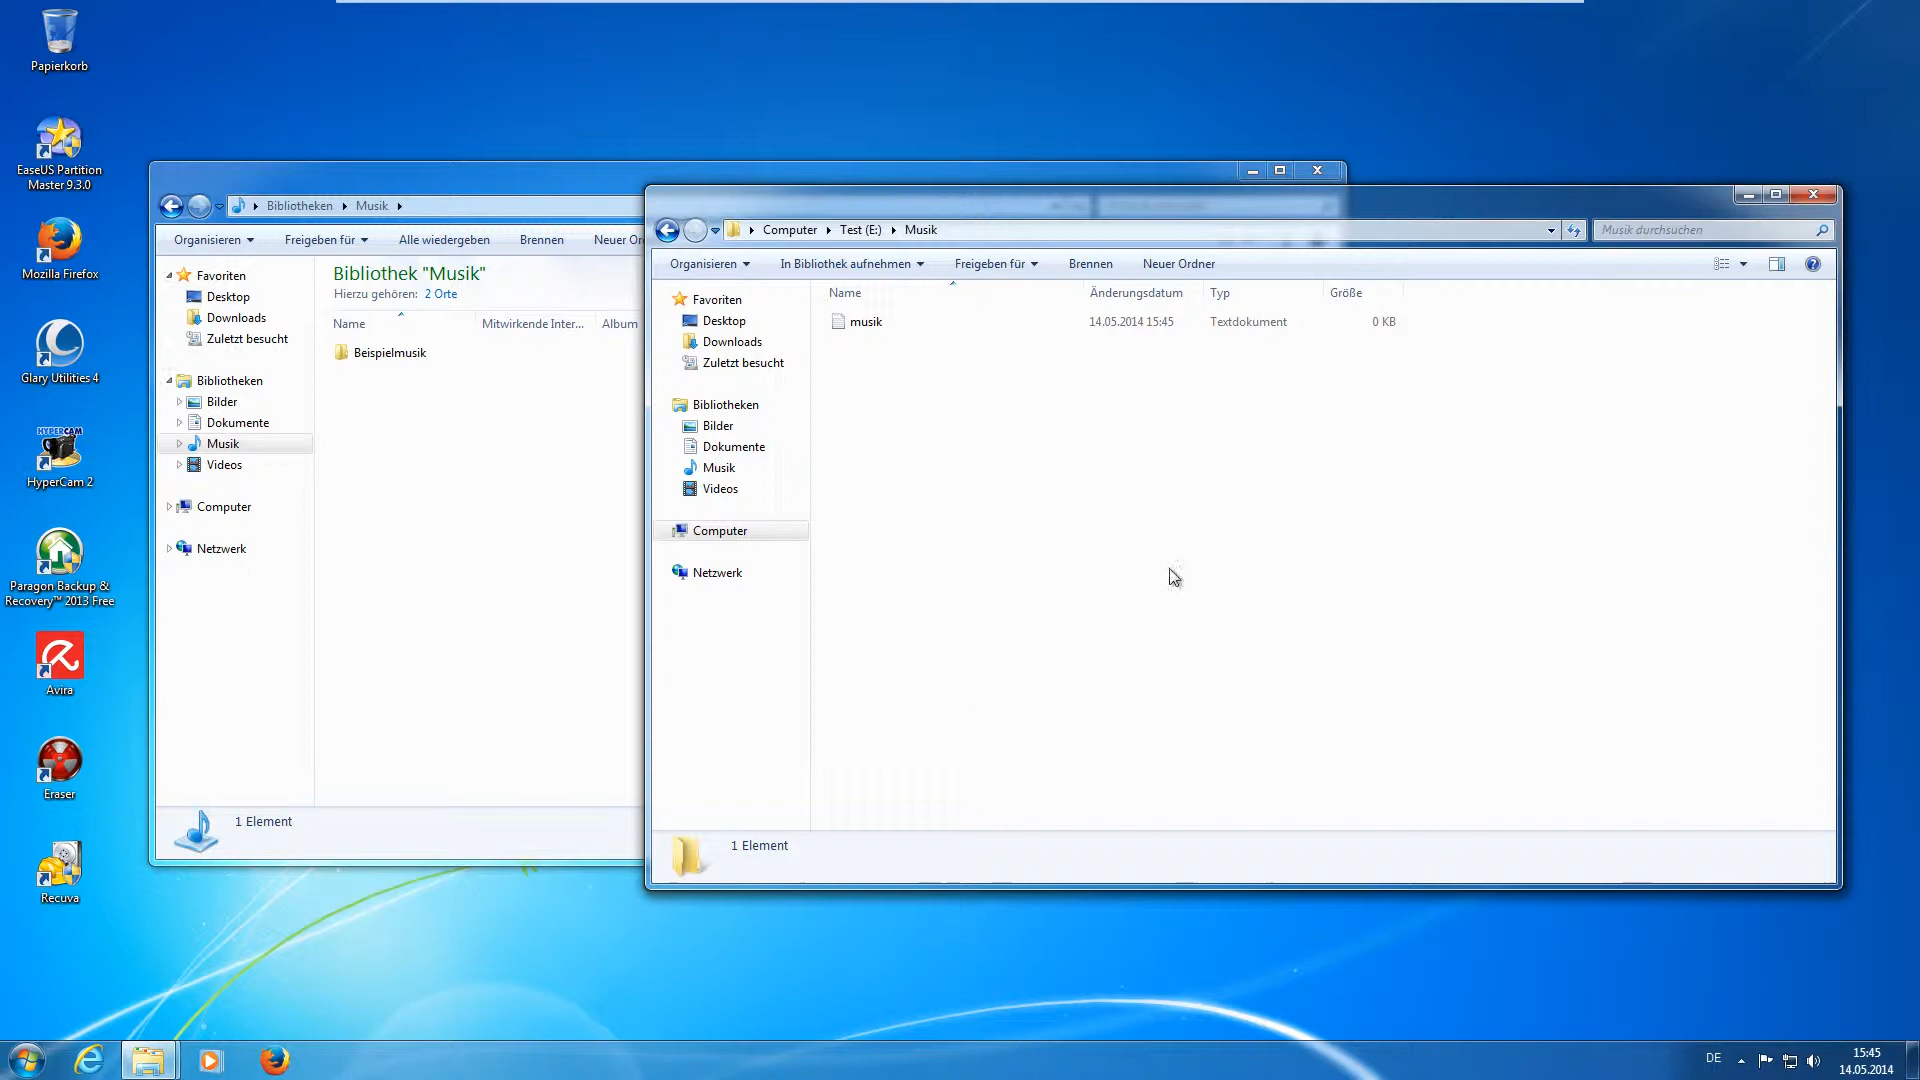 Papierkorb
EaseUS Partition
Master 9.3.0
Mozilla Firefox
Glary Utilities 4
HYPERCAM
HyperCam 2
Paragon Backup &
Recovery™ 2013 Free
Avira
Eraser
Recuva
Bibliotheken Musik
Organisieren Freigeben für Alle wiedergeben Brennen Neuer Or
Favoriten
Desktop
Downloads
Zuletzt besucht
Bibliotheken
Bilder
Dokumente
Musik
Videos
Computer
Netzwerk
Bibliothek "Musik"
Hierzu gehören: 2 Orte
Name Mitwirkende Inter... Album
Beispielmusik
1 Element
Computer Test (E:) Musik
Musik durchsuchen
Organisieren In Bibliothek aufnehmen Freigeben für Brennen Neuer Ordner
Favoriten
Desktop
Downloads
Zuletzt besucht
Bibliotheken
Bilder
Dokumente
Musik
Videos
Computer
Netzwerk
Name Änderungsdatum Typ Größe
musik 14.05.2014 15:45 Textdokument 0 KB
1 Element
DE
15:45
14.05.2014